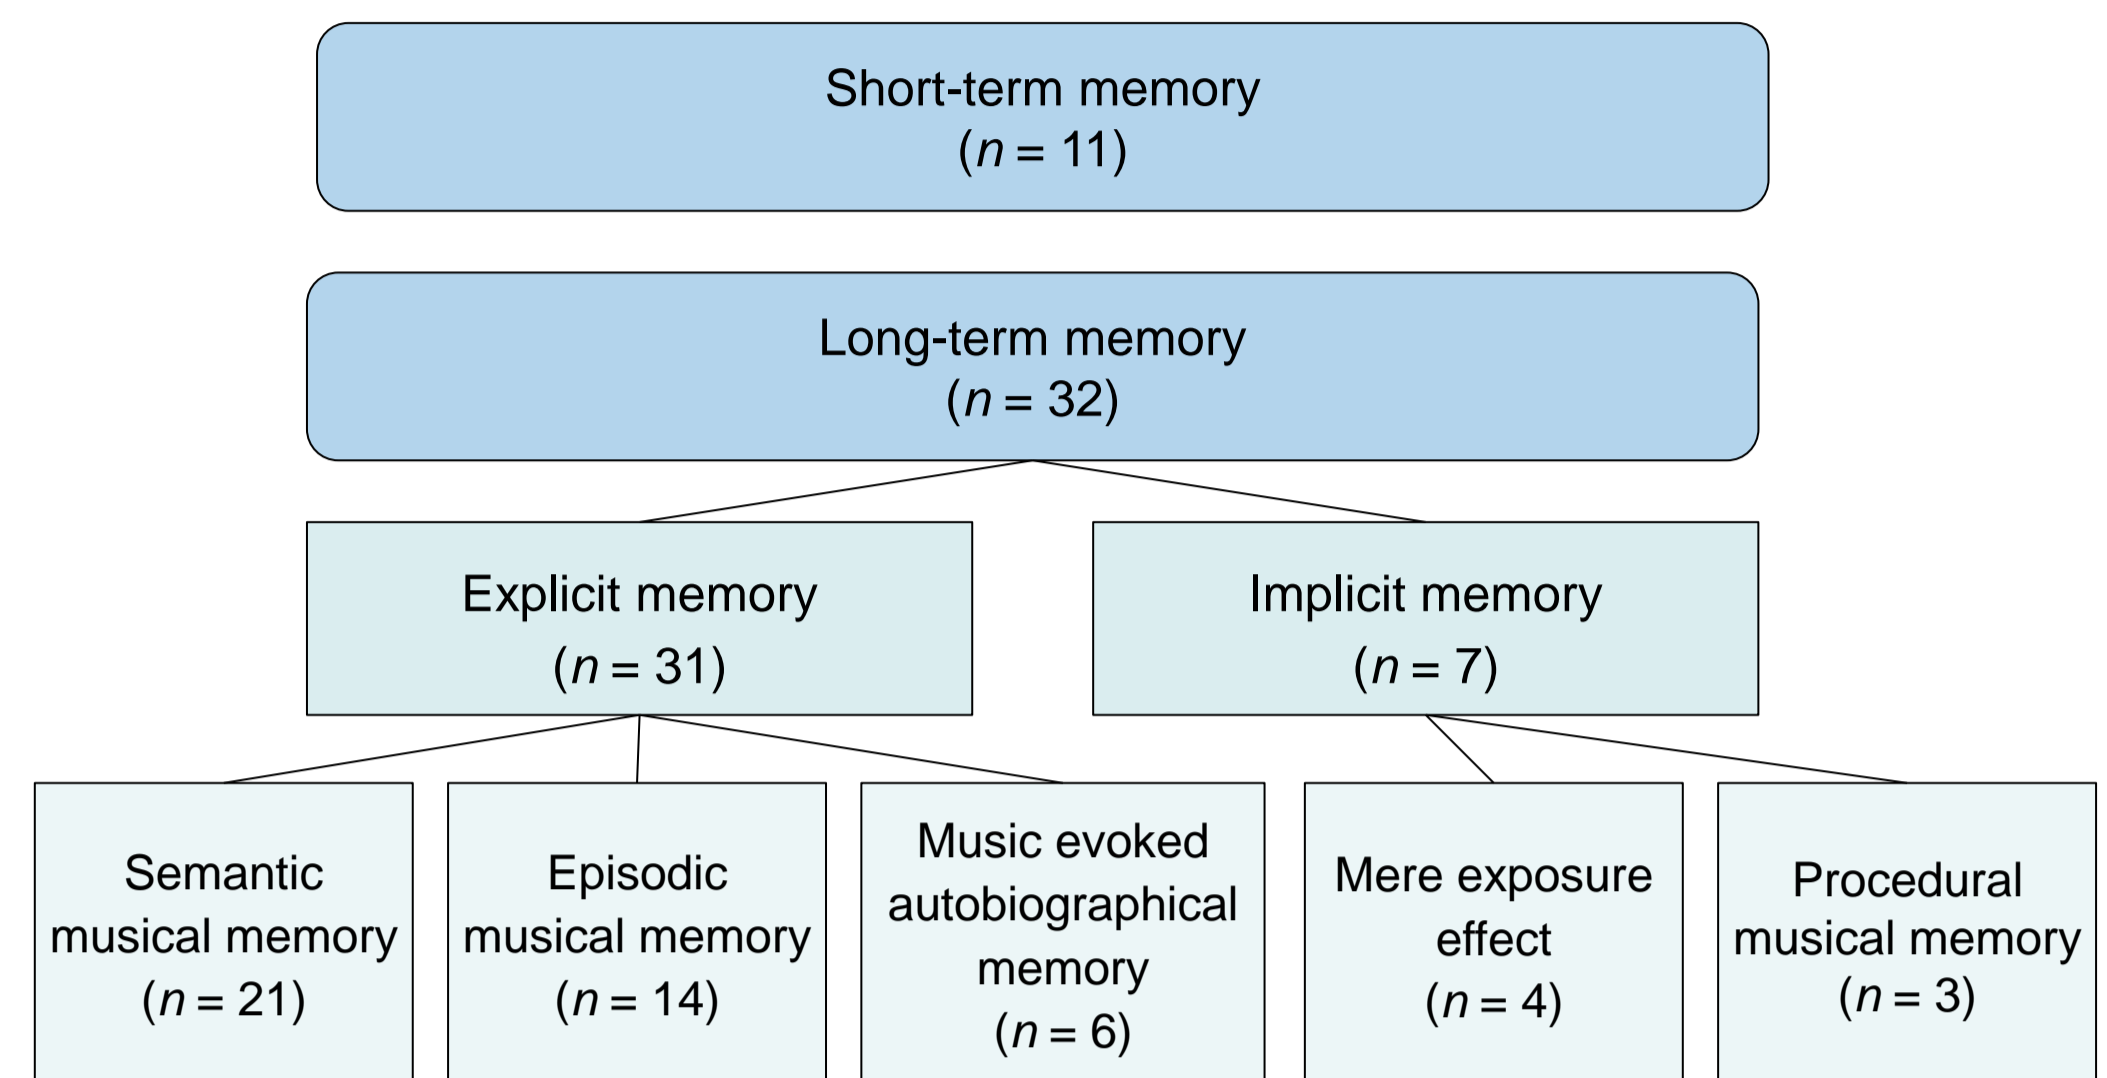 Short-term memory
(n = 11)
Long-term memory
(n = 32)
Explicit memory
(n = 31)
Implicit memory
(n = 7)
Semantic
musical memory
(n = 21)
Episodic
musical memory
(n = 14)
Music evoked
autobiographical
memory
(n = 6)
Mere exposure
effect
(n = 4)
Procedural
musical memory
(n = 3)